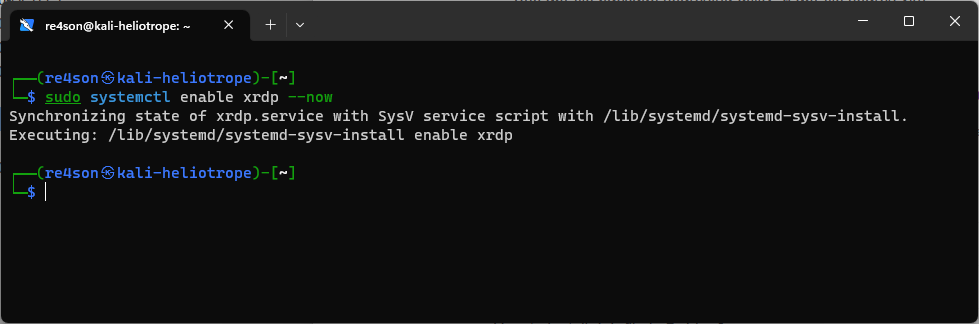 re4son@kali-heliotrope: ~
┌──(re4son㉿kali-heliotrope)-[~]
└─$ sudo systemctl enable xrdp --now
Synchronizing state of xrdp.service with SysV service script with /lib/systemd/systemd-sysv-install.
Executing: /lib/systemd/systemd-sysv-install enable xrdp
┌──(re4son㉿kali-heliotrope)-[~]
└─$